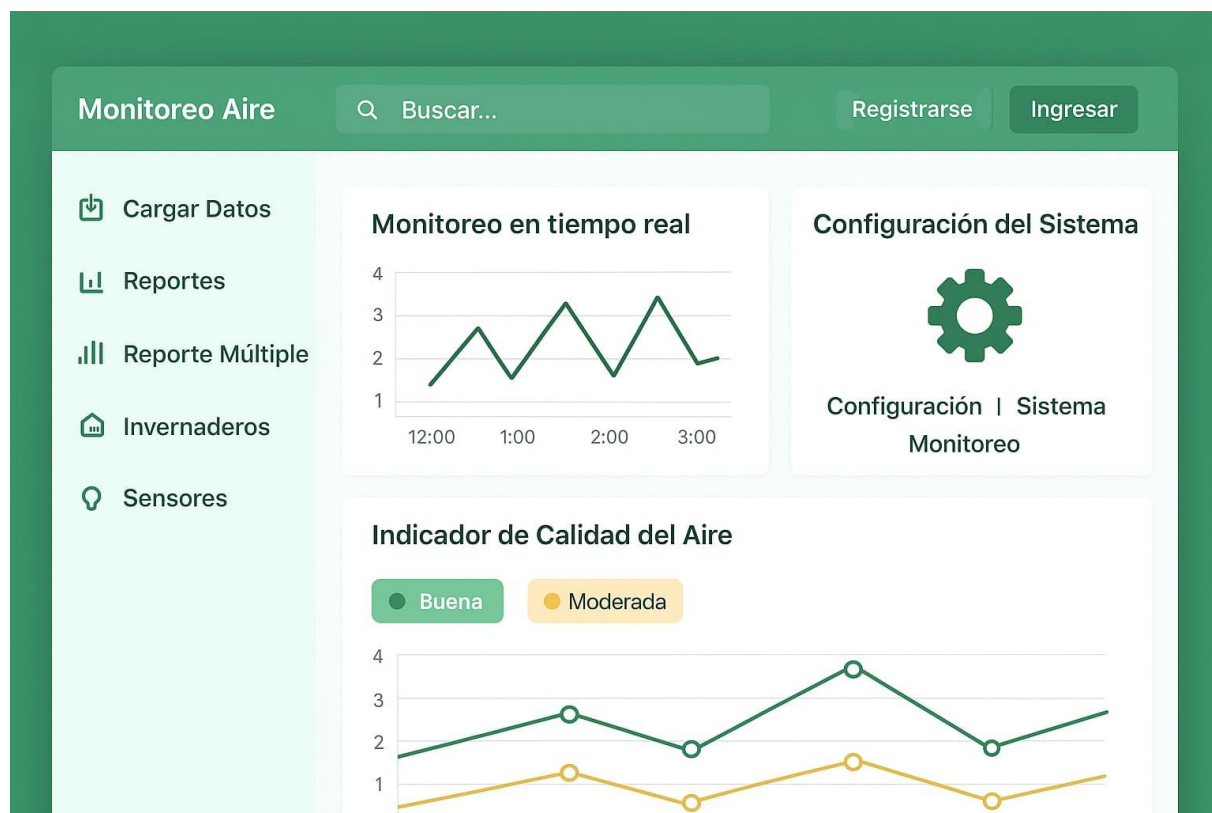 Monitoreo Aire
Buscar...
Registrarse
Ingresar
Cargar Datos
Reportes
Reporte Múltiple
Invernaderos
Sensores
Monitoreo en tiempo real
4
3
2
1
12:00 1:00 2:00 3:00
Configuración del Sistema
Configuración | Sistema
Monitoreo
Indicador de Calidad del Aire
Buena
Moderada
4
3
2
1